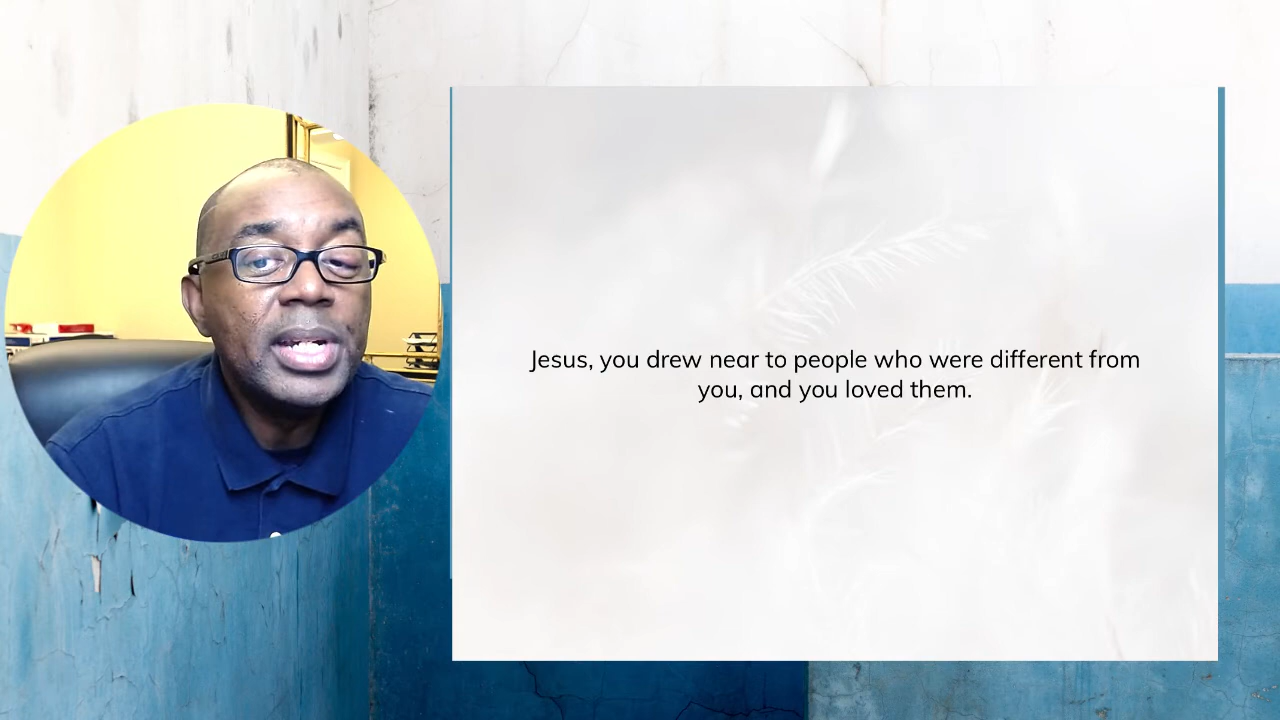 Jesus, you drew near to people who were different from
you, and you loved them.